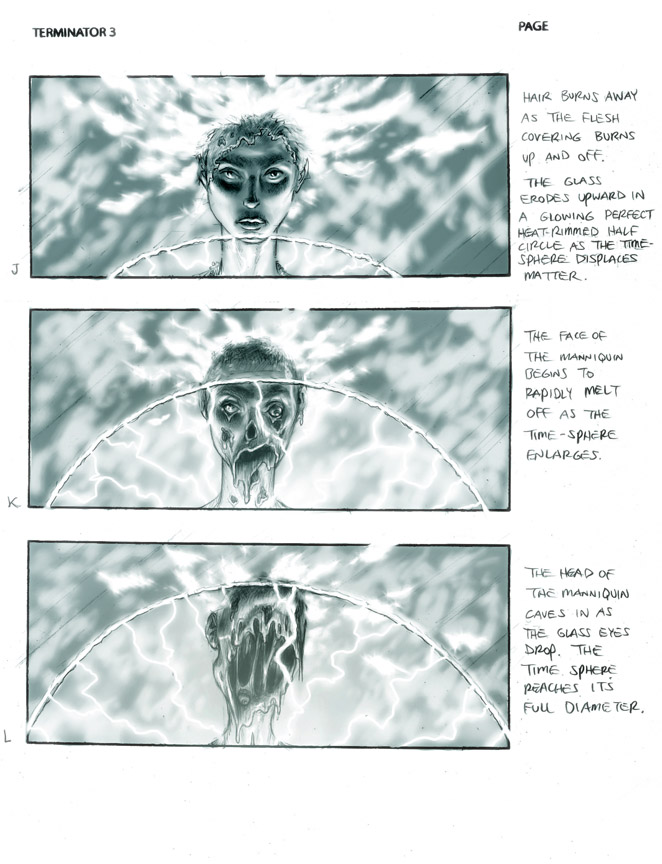 TERMINATOR 3
PAGE
HAIR BURNS AWAY
AS THE FLESH
COVERING BURNS
UP AND OFF.
THE GLASS
ERODES UPWARD IN
A GLOWING PERFECT
HEAT-RIMMED HALF
CIRCLE AS THE TIME-
SPHERE DISPLACES
MATTER.
J
THE FACE OF
THE MANNIQUIN
BEGINS TO
RAPIDLY MELT
OFF AS THE
TIME-SPHERE
ENLARGES.
K
THE HEAD OF
THE MANNIQUIN
CAVES IN AS
THE GLASS EYES
DROP. THE
TIME SPHERE
REACHES ITS
FULL DIAMETER.
L